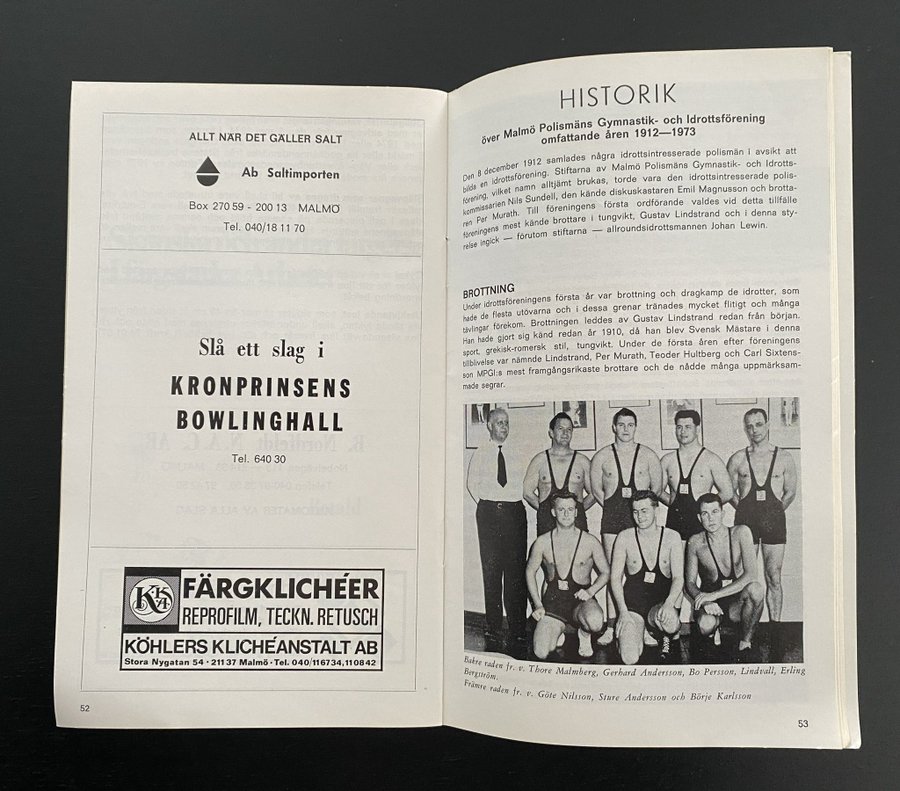 ALLT NÄR DET GÄLLER SALT
Ab Saltimporten
Box 270 59 - 200 13 MALMÖ
Tel. 040/18 11 70
Slå ett slag i
KRONPRINSENS
BOWLINGHALL
Tel. 640 30
KKA
FÄRGKLICHÉER
REPROFILM, TECKN. RETUSCH
KÖHLERS KLICHÉANSTALT AB
Stora Nygatan 54 · 211 37 Malmö · Tel. 040/116734, 110842
52
HISTORIK
över Malmö Polismäns Gymnastik- och Idrottsförening
omfattande åren 1912—1973
Den 8 december 1912 samlades några idrottsintresserade polismän i avsikt att
bilda en idrottsförening. Stiftarna av Malmö Polismäns Gymnastik- och Idrotts-
förening, vilket namn alltjämt brukas, torde vara den idrottsintresserade polis-
kommissarien Nils Sundell, den kände diskuskastaren Emil Magnusson och brotta-
ren Per Murath. Till föreningens första ordförande valdes vid detta tillfälle
föreningens mest kände brottare i tungvikt, Gustav Lindstrand och i denna sty-
relse ingick — förutom stiftarna — allroundsidrottsmannen Johan Lewin.
BROTTNING
Under idrottsföreningens första år var brottning och dragkamp de idrotter, som
hade de flesta utövarna och i dessa grenar tränades mycket flitigt och många
tävlingar förekom. Brottningen leddes av Gustav Lindstrand redan från början.
Han hade gjort sig känd redan år 1910, då han blev Svensk Mästare i denna
sport, grekisk-romersk stil, tungvikt. Under de första åren efter föreningens
tillblivelse var nämnde Lindstrand, Per Murath, Teoder Hultberg och Carl Sixtens-
son MPGI:s mest framgångsrikaste brottare och de nådde många uppmärksam-
made segrar.
Bakre raden fr. v. Thore Malmberg, Gerhard Andersson, Bo Persson, Lindvall, Erling
Bergström.
Främre raden fr. v. Göte Nilsson, Sture Andersson och Börje Karlsson
53